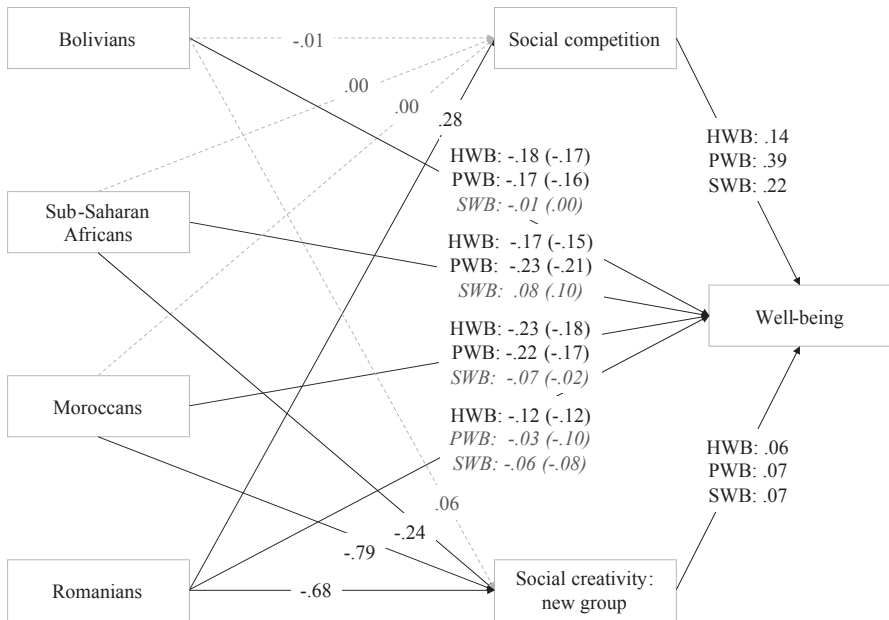 Bolivians
Social competition
-.01
.00
.00
.28
HWB: .14
PWB: .39
SWB: .22
HWB: -.18 (-.17)
PWB: -.17 (-.16)
SWB: -.01 (.00)
Sub-Saharan
Africans
HWB: -.17 (-.15)
PWB: -.23 (-.21)
SWB: .08 (.10)
Well-being
HWB: -.23 (-.18)
PWB: -.22 (-.17)
SWB: -.07 (-.02)
Moroccans
HWB: -.12 (-.12)
PWB: -.03 (-.10)
SWB: -.06 (-.08)
HWB: .06
PWB: .07
SWB: .07
.06
-.24
-.79
-.68
Romanians
Social creativity:
new group